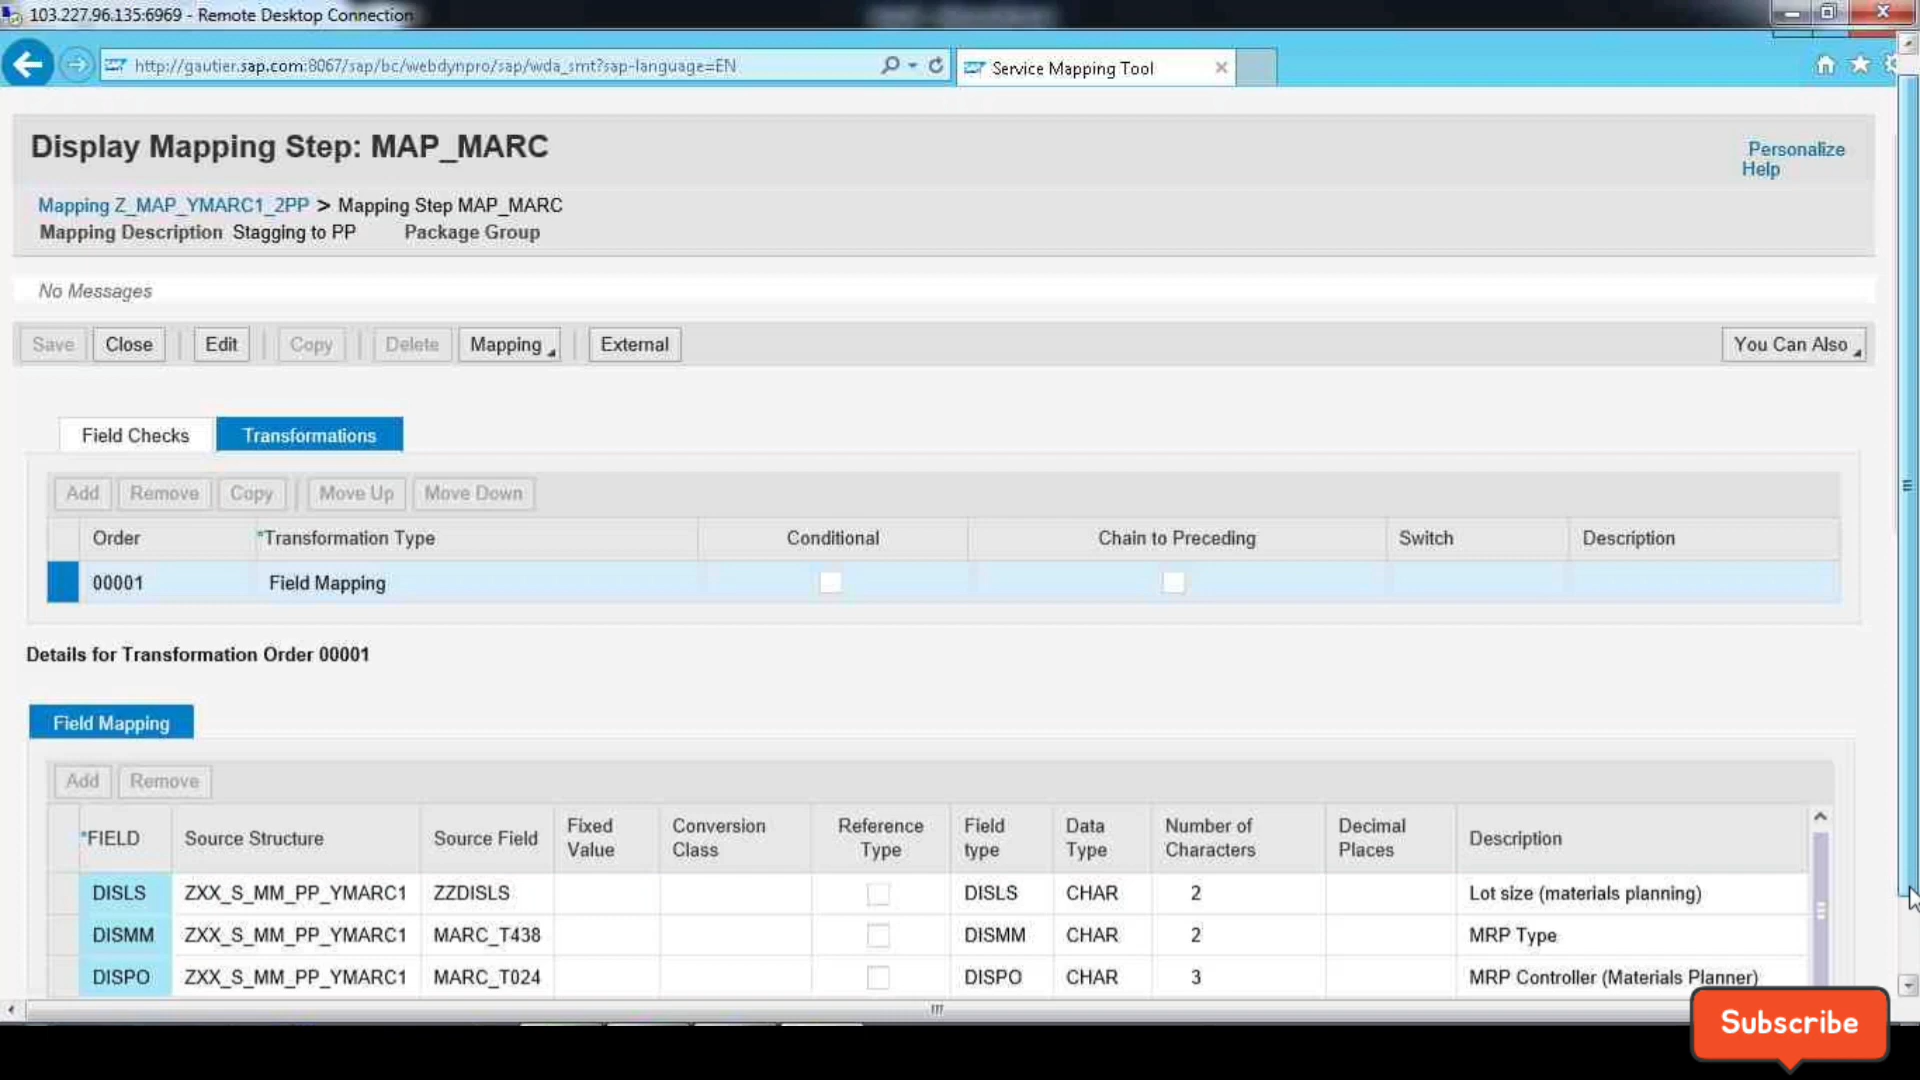 103.227.96.135:6969 - Remote Desktop Connection
http://gautier.sap.com:8067/sap/bc/webdynpro/sap/wda_smt?sap-language=EN
Service Mapping Tool
Display Mapping Step: MAP_MARC
Personalize
Help
Mapping Z_MAP_YMARC1_2PP > Mapping Step MAP_MARC
Mapping Description Stagging to PP Package Group
No Messages
Save Close Edit Copy Delete Mapping External You Can Also
Field Checks Transformations
Add Remove Copy Move Up Move Down
Order *Transformation Type Conditional Chain to Preceding Switch Description
00001 Field Mapping
Details for Transformation Order 00001
Field Mapping
Add Remove
*FIELD Source Structure Source Field Fixed Value Conversion Class Reference Type Field type Data Type Number of Characters Decimal Places Description
DISLS ZXX_S_MM_PP_YMARC1 ZZDISLS DISLS CHAR 2 Lot size (materials planning)
DISMM ZXX_S_MM_PP_YMARC1 MARC_T438 DISMM CHAR 2 MRP Type
DISPO ZXX_S_MM_PP_YMARC1 MARC_T024 DISPO CHAR 3 MRP Controller (Materials Planner)
Subscribe